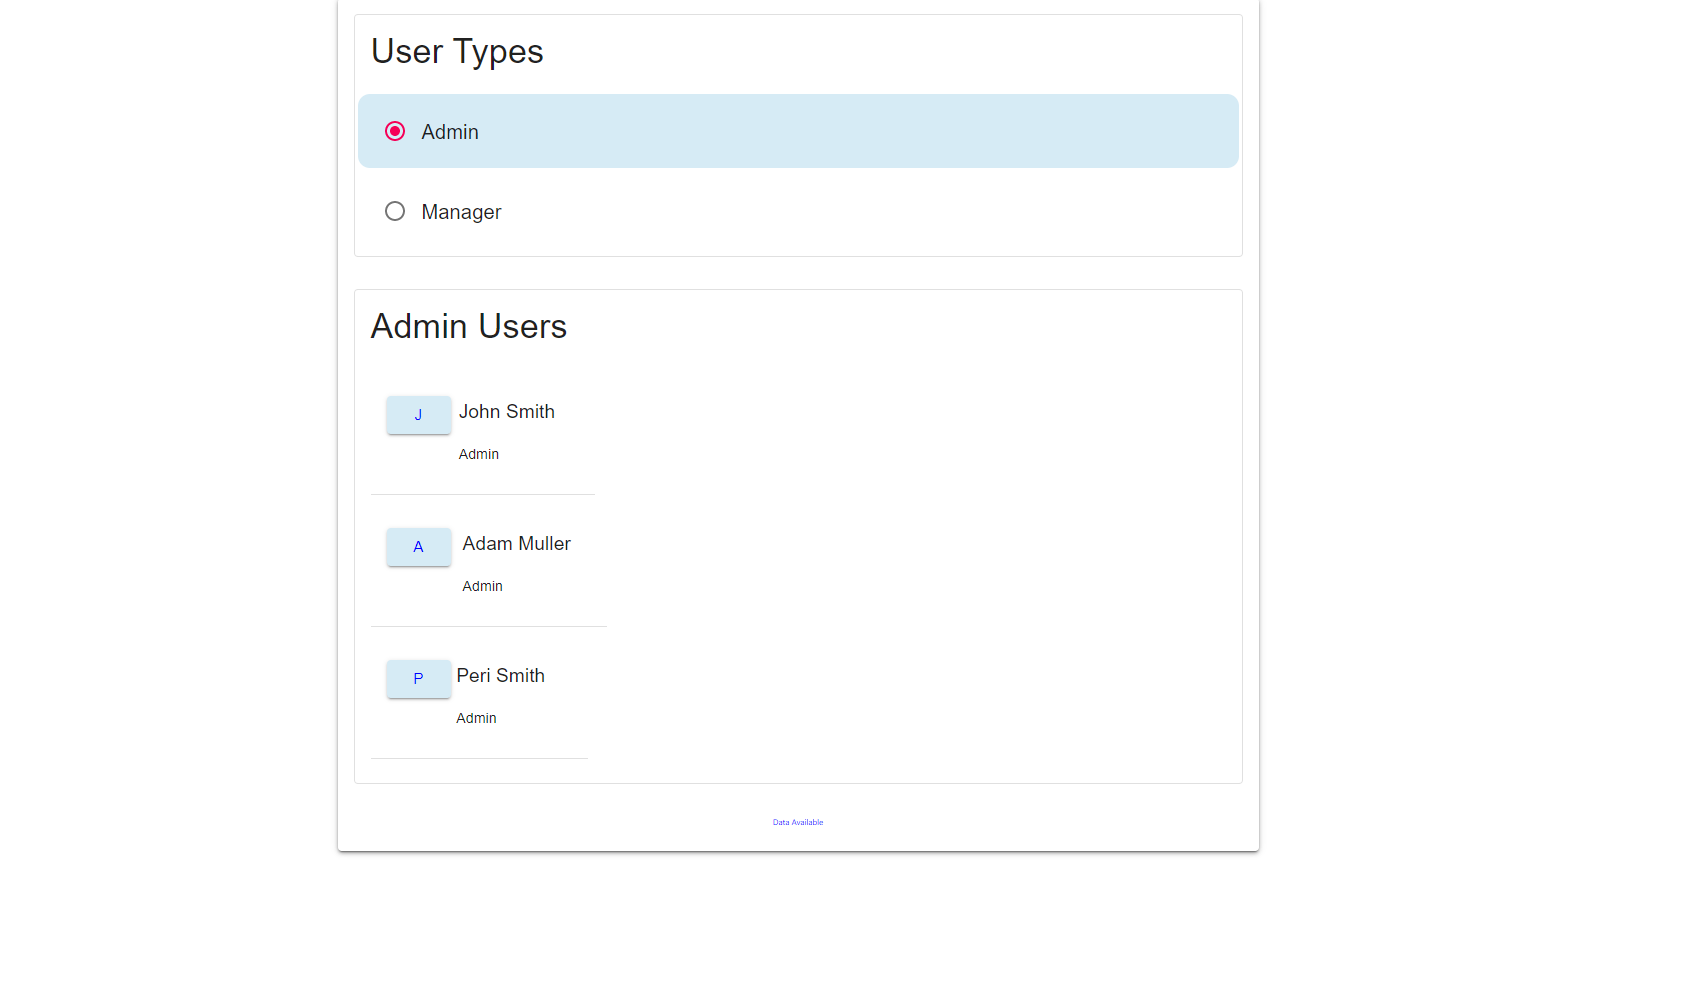 User Types
Admin
Manager
Admin Users
J John Smith
Admin
A Adam Muller
Admin
P Peri Smith
Admin
Data Available